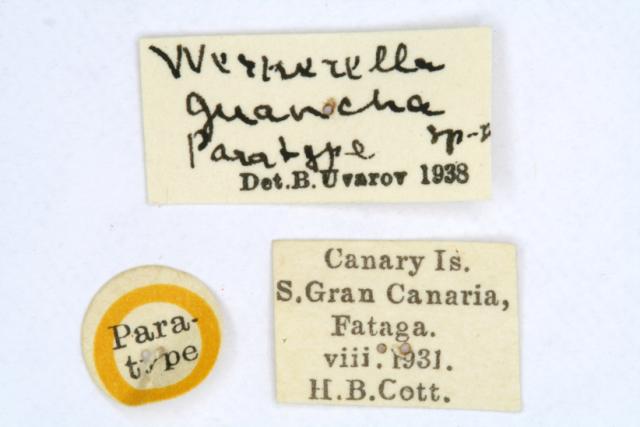 Wernerella
guancha
Paratype sp-n
Det.B.Uvarov 1938
Para-
type
Canary Is.
S.Gran Canaria,
Fataga.
viii.1931.
H.B.Cott.